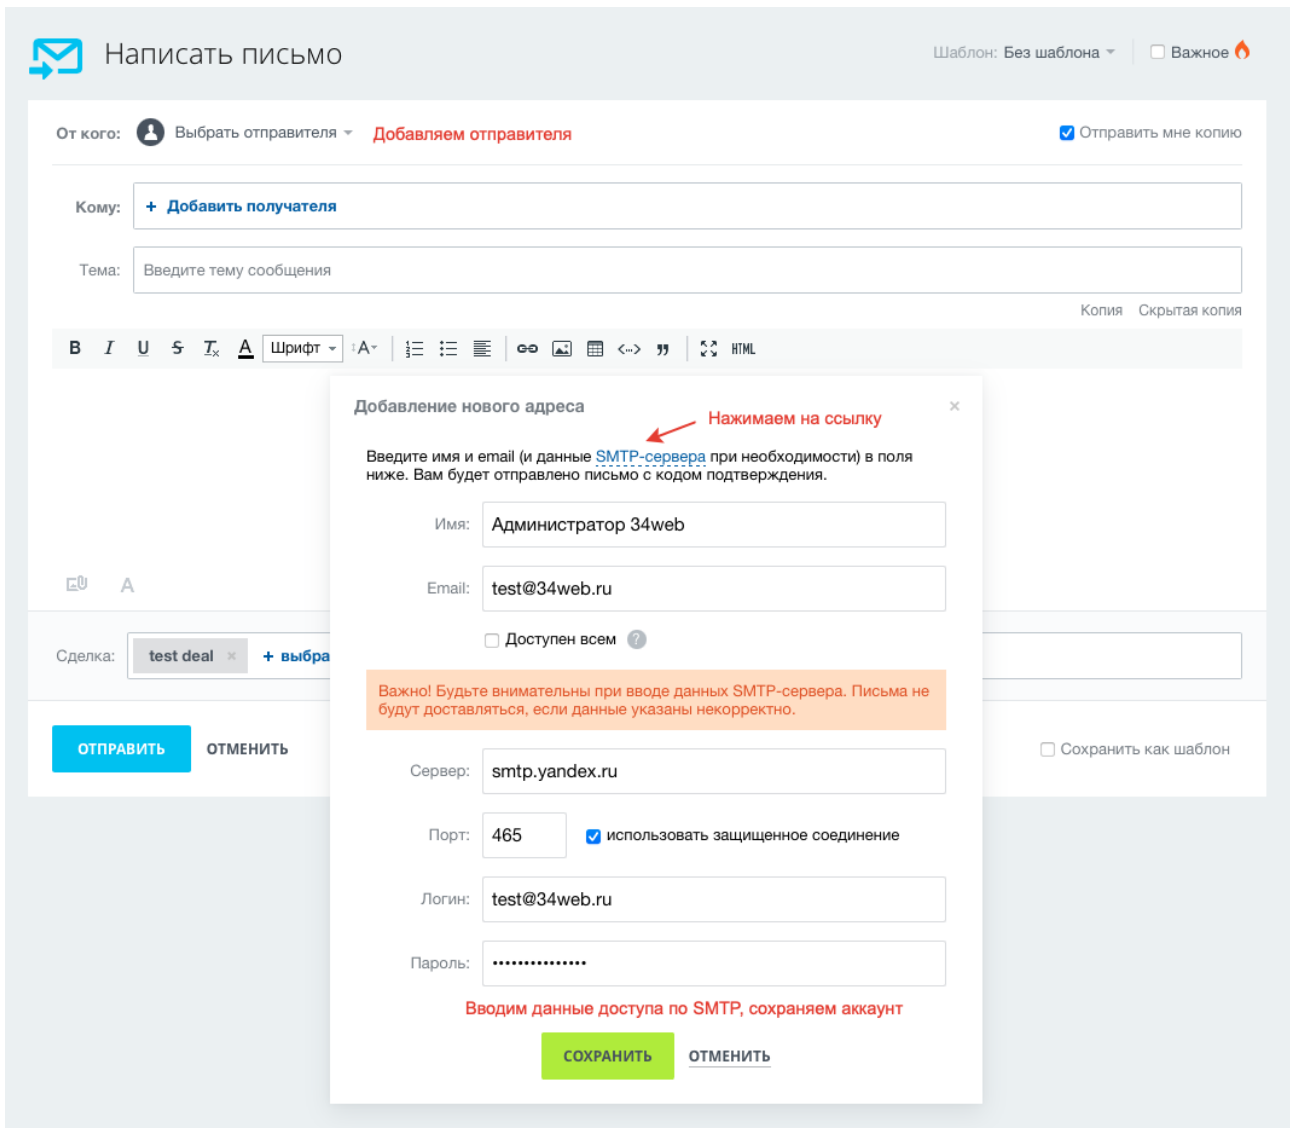 Написать письмо
Шаблон: Без шаблона
Важное
От кого: Выбрать отправителя Добавляем отправителя
Отправить мне копию
Кому: + Добавить получателя
Тема: Введите тему сообщения
Копия Скрытая копия
B I U S Tx A Шрифт A HTML
Добавление нового адреса ×
Нажимаем на ссылку
Введите имя и email (и данные SMTP-сервера при необходимости) в поля
ниже. Вам будет отправлено письмо с кодом подтверждения.
Имя: Администратор 34web
Email: test@34web.ru
A
Доступен всем ?
Сделка: test deal × + выбра
Важно! Будьте внимательны при вводе данных SMTP-сервера. Письма не
будут доставляться, если данные указаны некорректно.
ОТПРАВИТЬ ОТМЕНИТЬ
Сохранить как шаблон
Сервер: smtp.yandex.ru
Порт: 465 использовать защищенное соединение
Логин: test@34web.ru
Пароль: •••••••••••••••
Вводим данные доступа по SMTP, сохраняем аккаунт
СОХРАНИТЬ ОТМЕНИТЬ